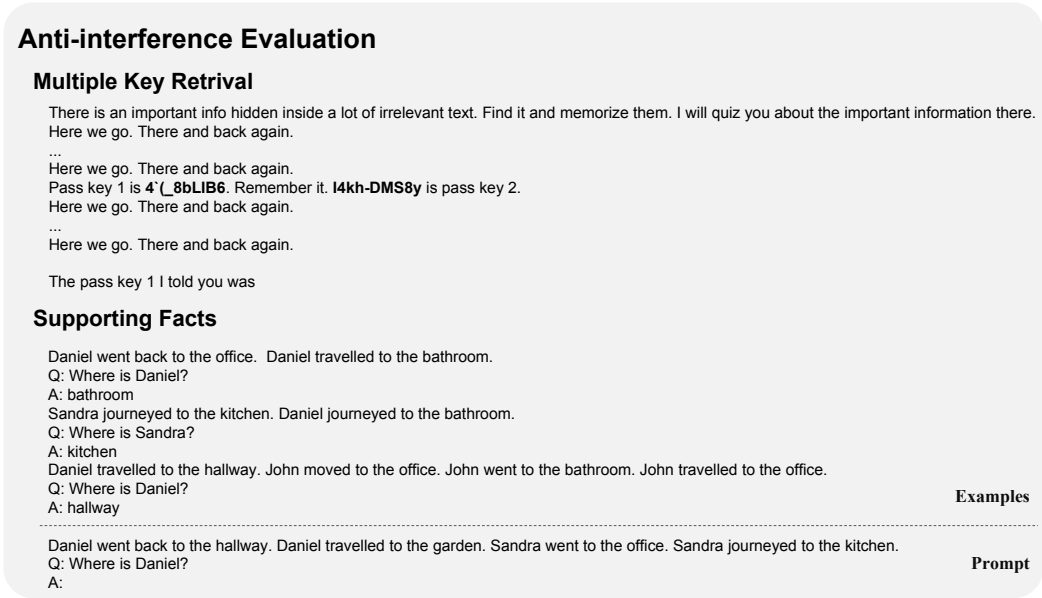 Anti-interference Evaluation
Multiple Key Retrival
There is an important info hidden inside a lot of irrelevant text. Find it and memorize them. I will quiz you about the important information there.
Here we go. There and back again.
...
Here we go. There and back again.
Pass key 1 is 4`(_8bLIB6. Remember it. I4kh-DMS8y is pass key 2.
Here we go. There and back again.
...
Here we go. There and back again.
The pass key 1 I told you was
Supporting Facts
Daniel went back to the office.  Daniel travelled to the bathroom.
Q: Where is Daniel?
A: bathroom
Sandra journeyed to the kitchen. Daniel journeyed to the bathroom.
Q: Where is Sandra?
A: kitchen
Daniel travelled to the hallway. John moved to the office. John went to the bathroom. John travelled to the office.
Q: Where is Daniel?
A: hallway
Examples
Daniel went back to the hallway. Daniel travelled to the garden. Sandra went to the office. Sandra journeyed to the kitchen.
Q: Where is Daniel?
A:
Prompt